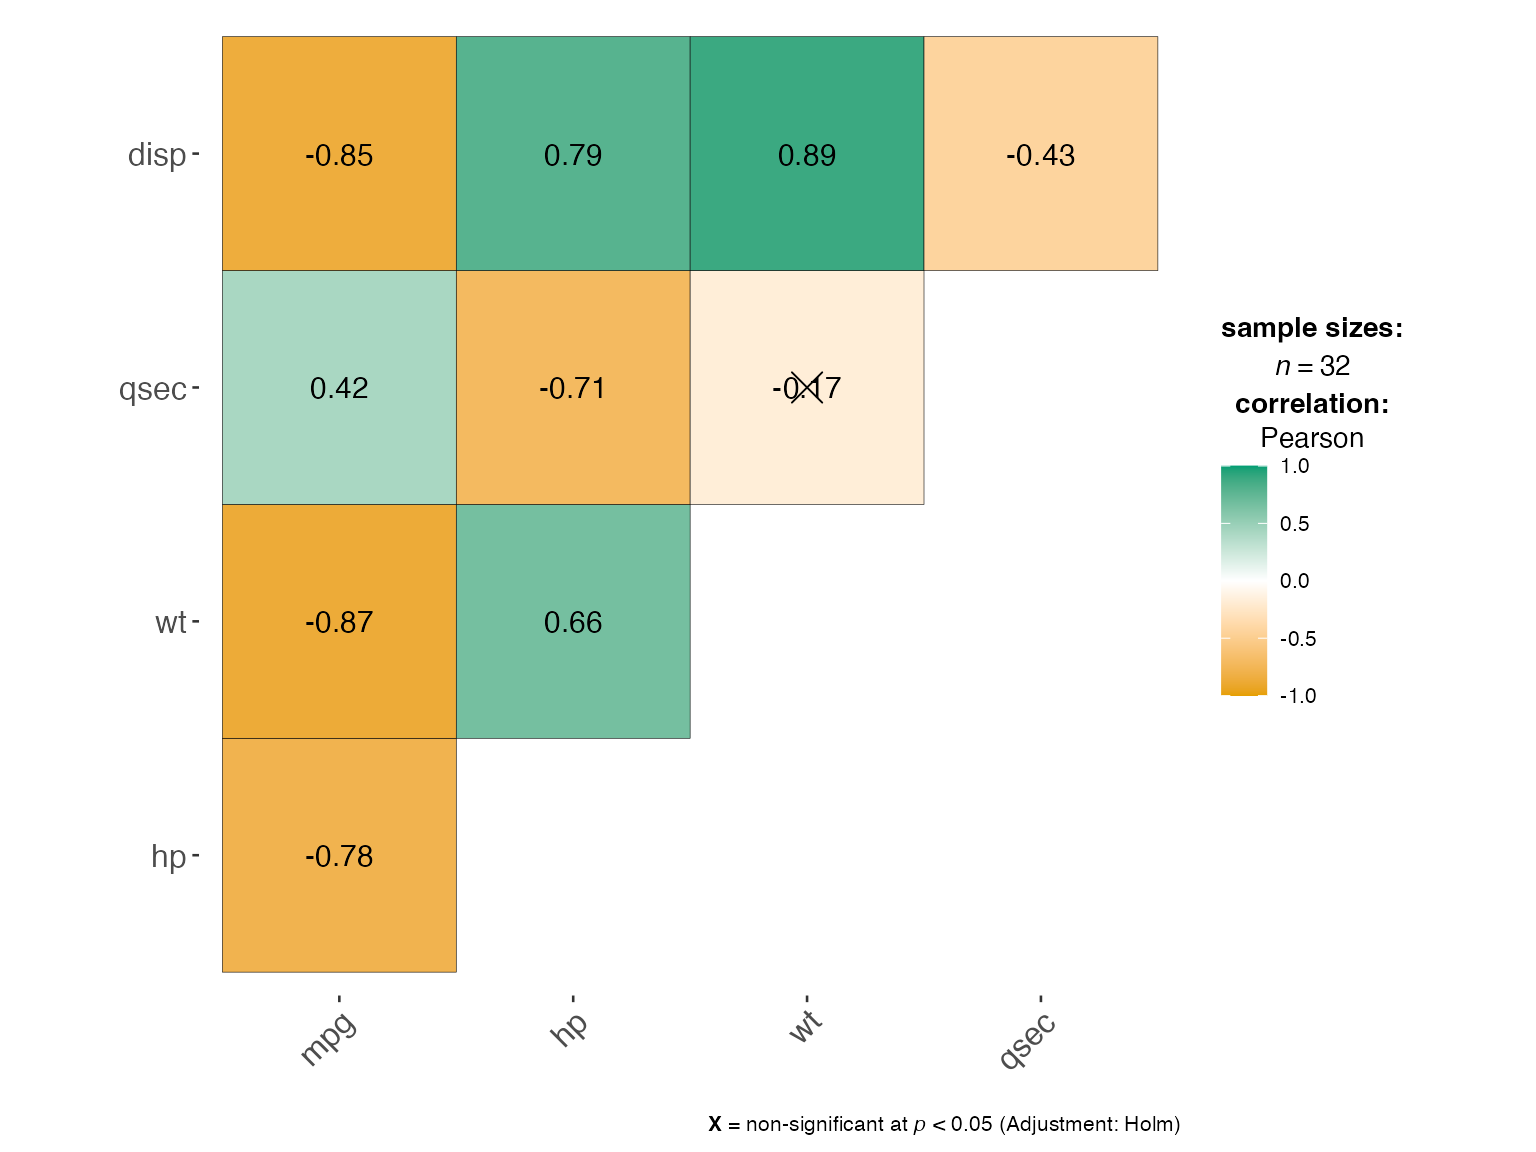 disp
-0.85 0.79 0.89 -0.43
qsec
0.42 -0.71 -0.17
wt
-0.87 0.66
hp
-0.78
mpg hp wt qsec
sample sizes:
n = 32
correlation:
Pearson
1.0
0.5
0.0
-0.5
-1.0
X = non-significant at p < 0.05 (Adjustment: Holm)